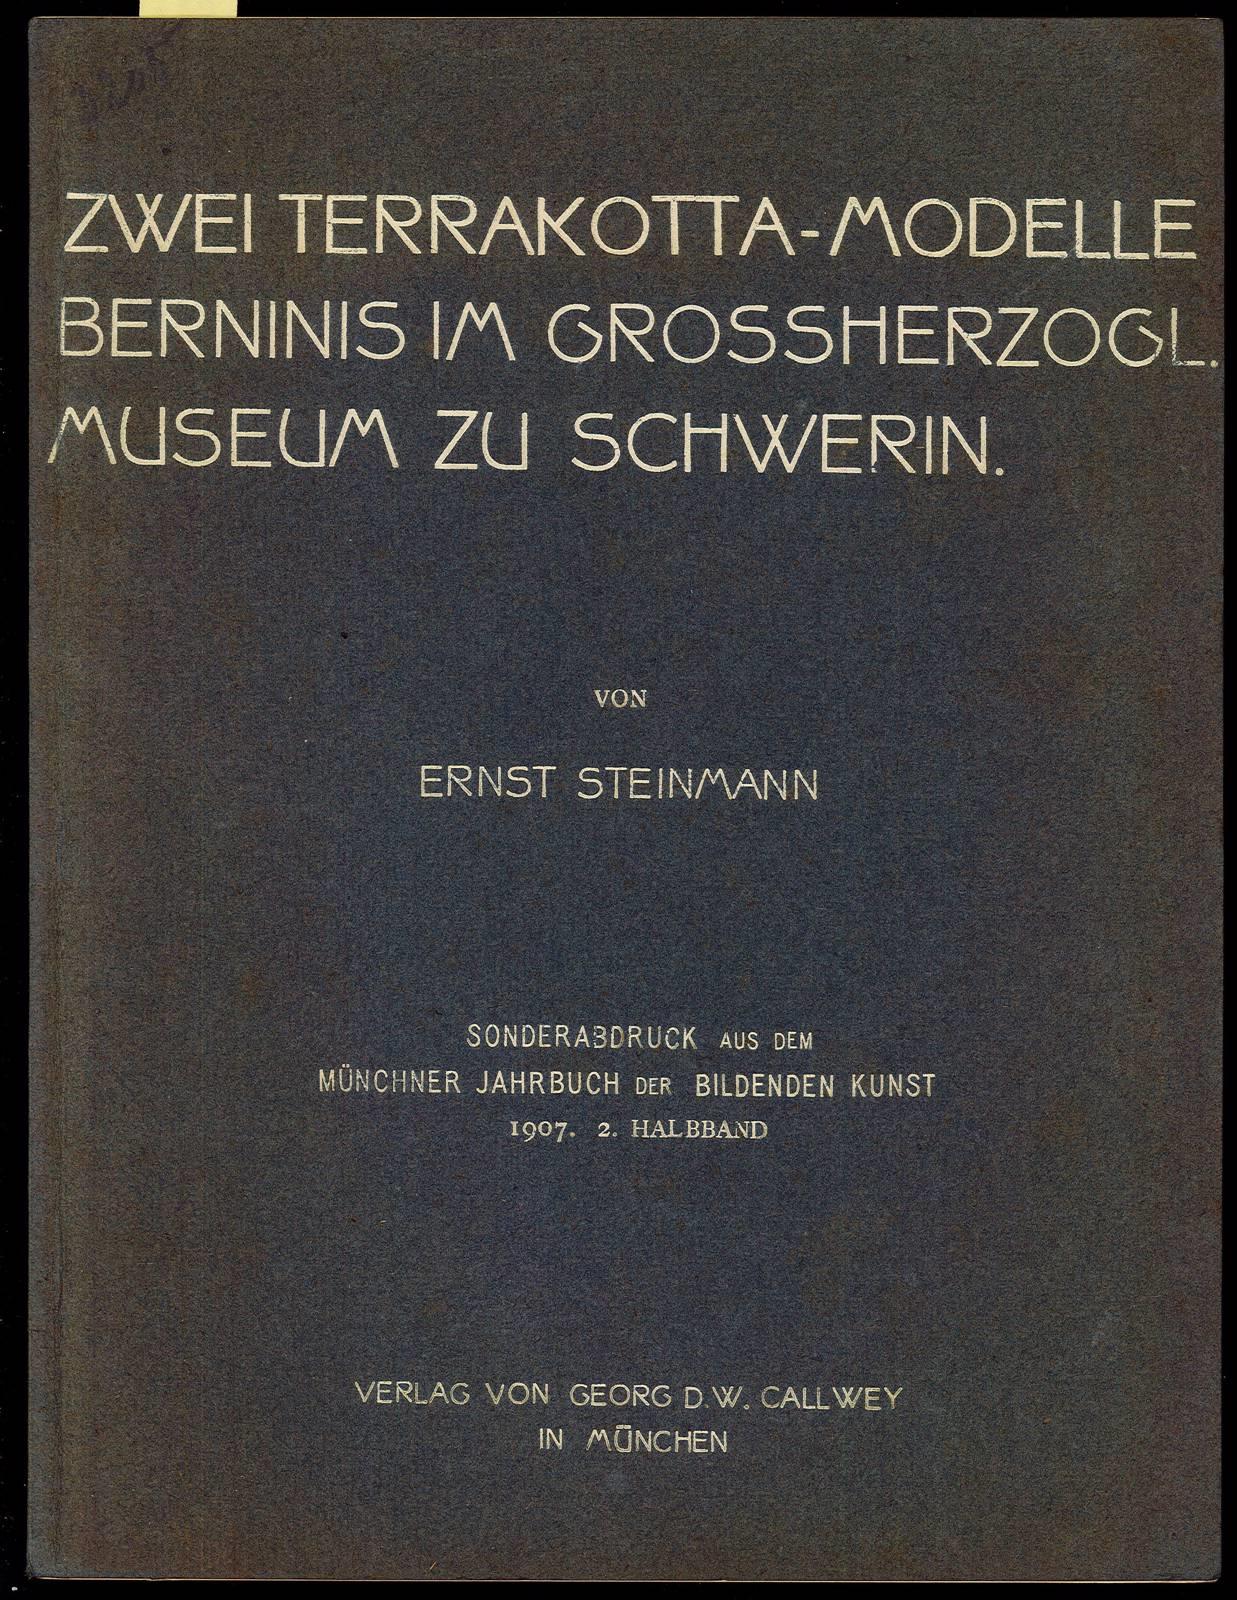 ZWEI TERRAKOTTA-MODELLE
BERNINIS IM GROSSHERZOGL.
MUSEUM ZU SCHWERIN.
VON
ERNST STEINMANN
SONDERABDRUCK AUS DEM
MÜNCHNER JAHRBUCH DER BILDENDEN KUNST
1907. 2. HALBBAND
VERLAG VON GEORG D.W. CALLWEY
IN MÜNCHEN